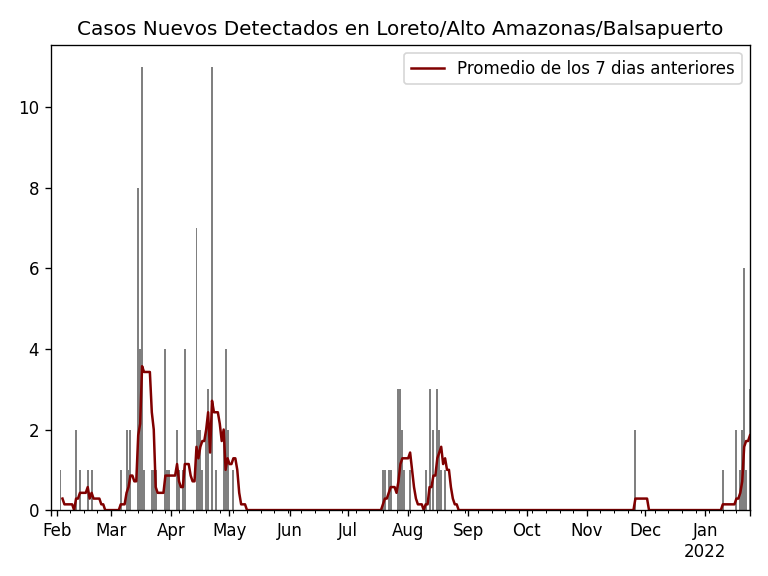 Casos Nuevos Detectados en Loreto/Alto Amazonas/Balsapuerto
Promedio de los 7 dias anteriores
10
8
6
4
2
0
Feb Mar Apr May Jun Jul Aug Sep Oct Nov Dec Jan
2022